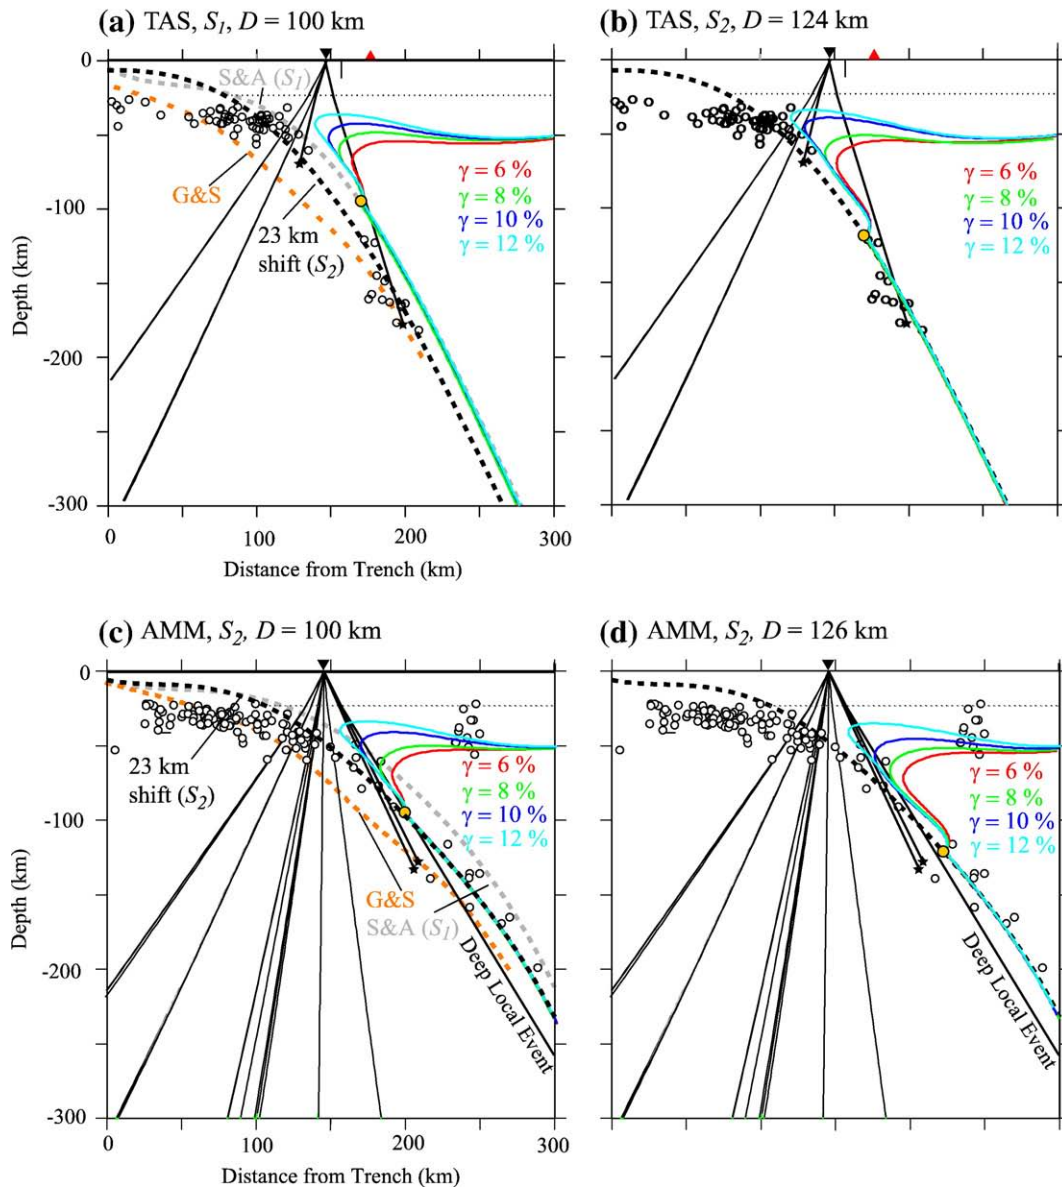 (a) TAS, S1, D = 100 km
(b) TAS, S2, D = 124 km
0
-100
-200
-300
Depth (km)
S&A (S1)
G&S
23 km
shift (S2)
γ = 6 %
γ = 8 %
γ = 10 %
γ = 12 %
γ = 6 %
γ = 8 %
γ = 10 %
γ = 12 %
0
100
200
300
Distance from Trench (km)
(c) AMM, S2, D = 100 km
(d) AMM, S2, D = 126 km
0
-100
-200
-300
Depth (km)
23 km
shift (S2)
γ = 6 %
γ = 8 %
γ = 10 %
γ = 12 %
G&S
S&A (S1)
Deep Local Event
γ = 6 %
γ = 8 %
γ = 10 %
γ = 12 %
Deep Local Event
0
100
200
300
Distance from Trench (km)